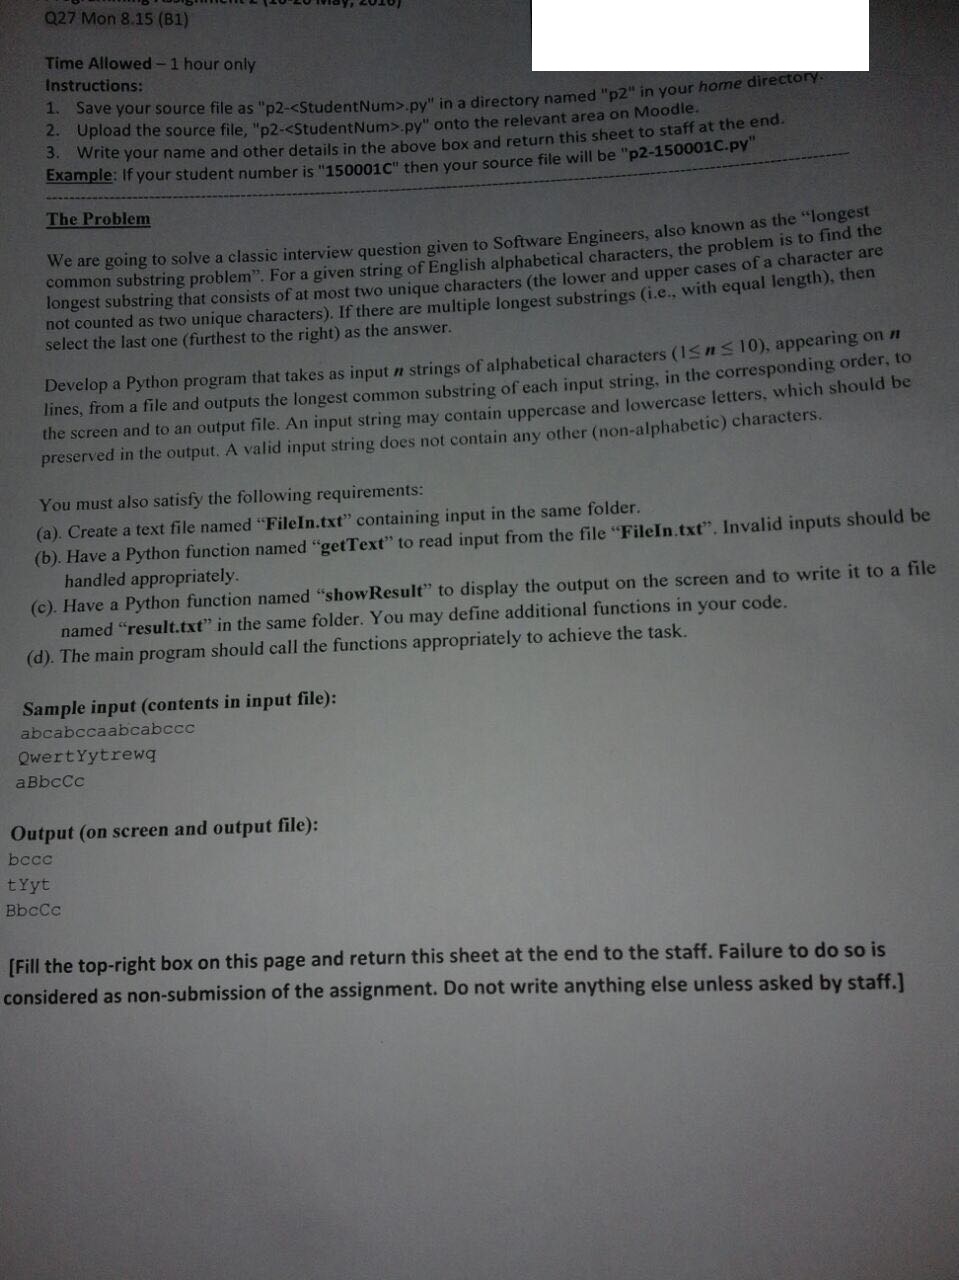 Q27 Mon 8.15 (B1)
Time Allowed – 1 hour only
Instructions:
1. Save your source file as "p2-<StudentNum>.py" in a directory named "p2" in your home directory.
2. Upload the source file, "p2-<StudentNum>.py" onto the relevant area on Moodle.
3. Write your name and other details in the above box and return this sheet to staff at the end.
Example: If your student number is "150001C" then your source file will be "p2-150001C.py"
The Problem
We are going to solve a classic interview question given to Software Engineers, also known as the “longest
common substring problem”. For a given string of English alphabetical characters, the problem is to find the
longest substring that consists of at most two unique characters (the lower and upper cases of a character are
not counted as two unique characters). If there are multiple longest substrings (i.e., with equal length), then
select the last one (furthest to the right) as the answer.
Develop a Python program that takes as input n strings of alphabetical characters (1≤ n ≤ 10), appearing on n
lines, from a file and outputs the longest common substring of each input string, in the corresponding order, to
the screen and to an output file. An input string may contain uppercase and lowercase letters, which should be
preserved in the output. A valid input string does not contain any other (non-alphabetic) characters.
You must also satisfy the following requirements:
(a). Create a text file named “FileIn.txt” containing input in the same folder.
(b). Have a Python function named “getText” to read input from the file “FileIn.txt”. Invalid inputs should be
handled appropriately.
(c). Have a Python function named “showResult” to display the output on the screen and to write it to a file
named “result.txt” in the same folder. You may define additional functions in your code.
(d). The main program should call the functions appropriately to achieve the task.
Sample input (contents in input file):
abcabccaabcabccc
QwertYytrewq
aBbcCc
Output (on screen and output file):
bccc
tYyt
BbcCc
[Fill the top-right box on this page and return this sheet at the end to the staff. Failure to do so is
considered as non-submission of the assignment. Do not write anything else unless asked by staff.]